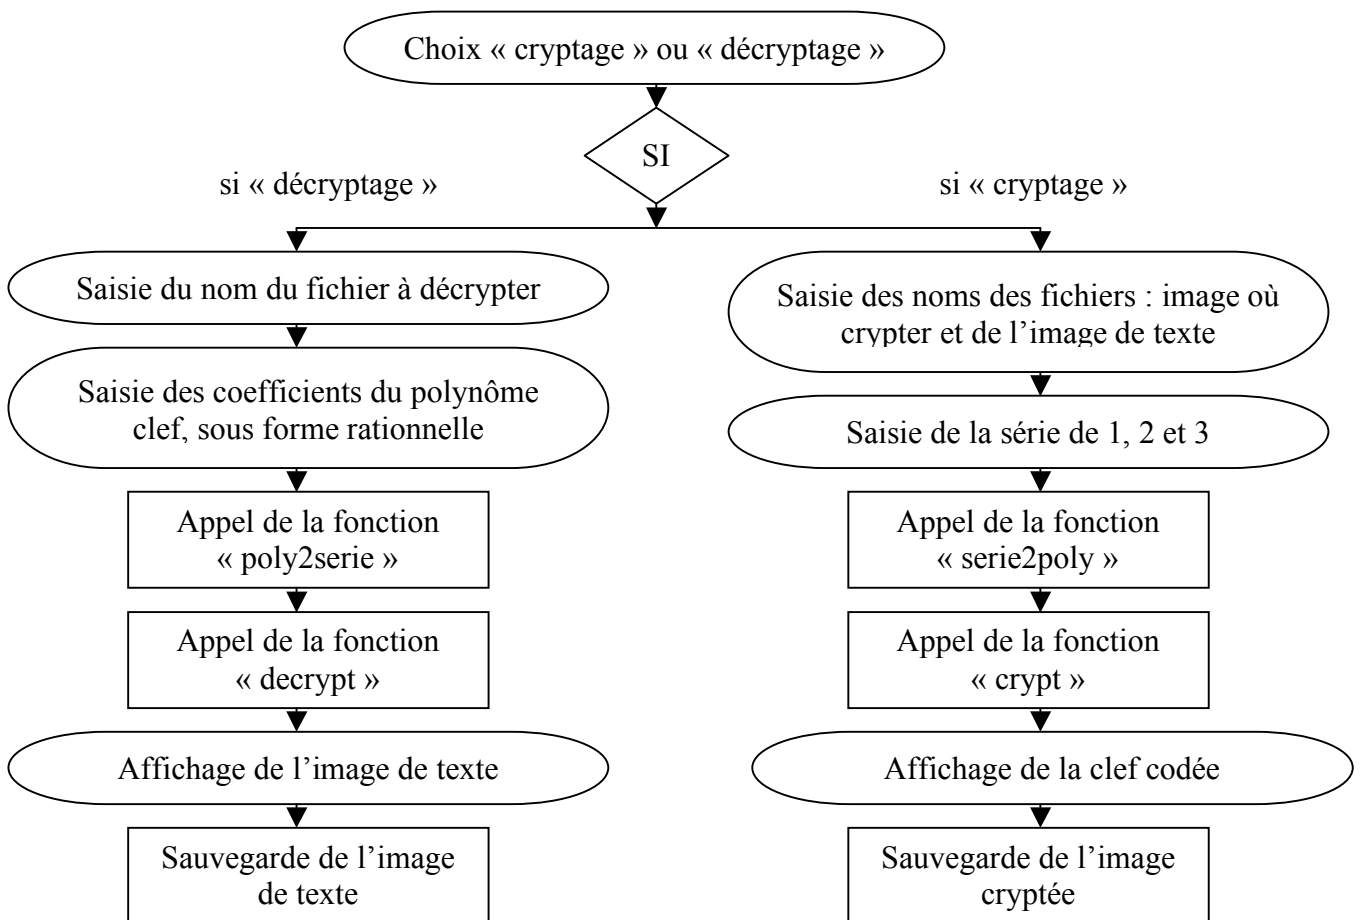 Choix « cryptage » ou « décryptage »
SI
si « décryptage »
si « cryptage »
Saisie du nom du fichier à décrypter
Saisie des coefficients du polynôme
clef, sous forme rationnelle
Appel de la fonction
« poly2serie »
Appel de la fonction
« decrypt »
Affichage de l’image de texte
Sauvegarde de l’image
de texte
Saisie des noms des fichiers : image où
crypter et de l’image de texte
Saisie de la série de 1, 2 et 3
Appel de la fonction
« serie2poly »
Appel de la fonction
« crypt »
Affichage de la clef codée
Sauvegarde de l’image
cryptée